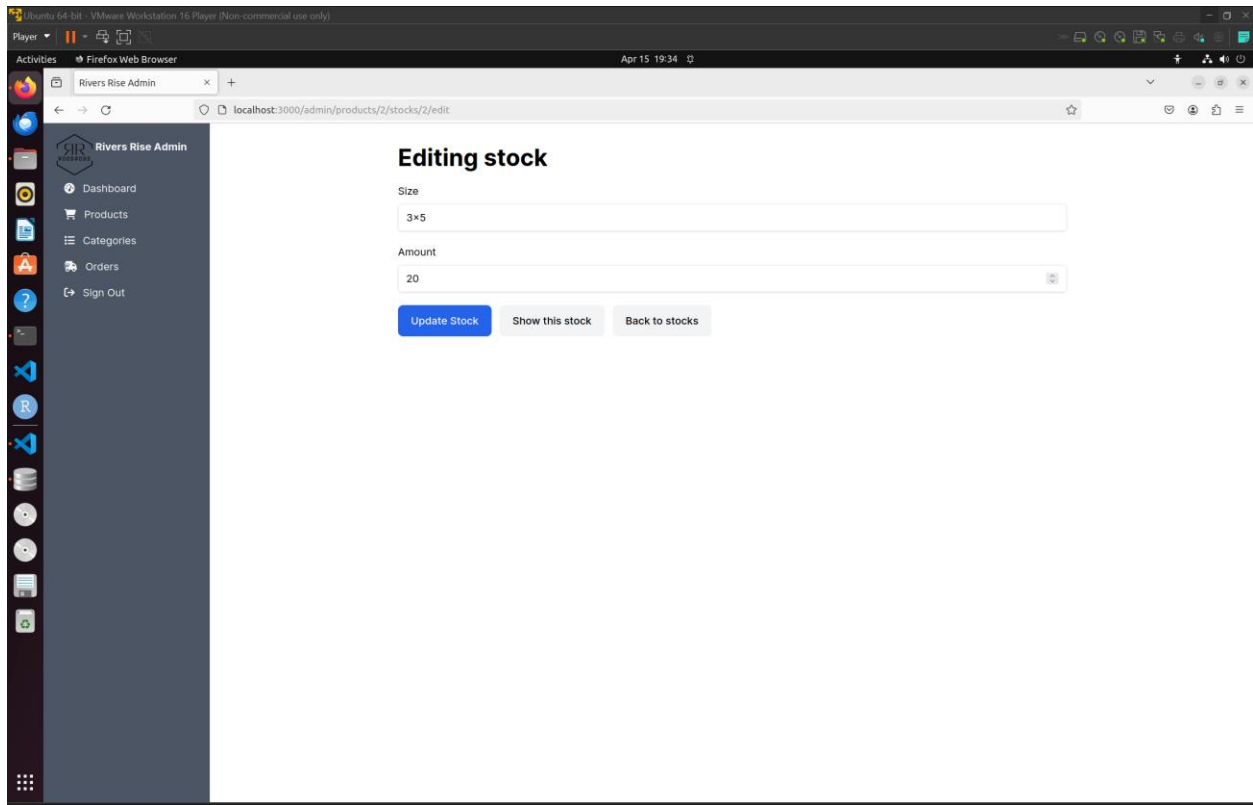 Ubuntu 64-bit - VMware Workstation 16 Player (Non-commercial use only)
Player
Activities Firefox Web Browser Apr 15 19:34
Rivers Rise Admin
localhost:3000/admin/products/2/stocks/2/edit
Rivers Rise Admin
Dashboard
Products
Categories
Orders
Sign Out
Editing stock
Size
3×5
Amount
20
Update Stock Show this stock Back to stocks